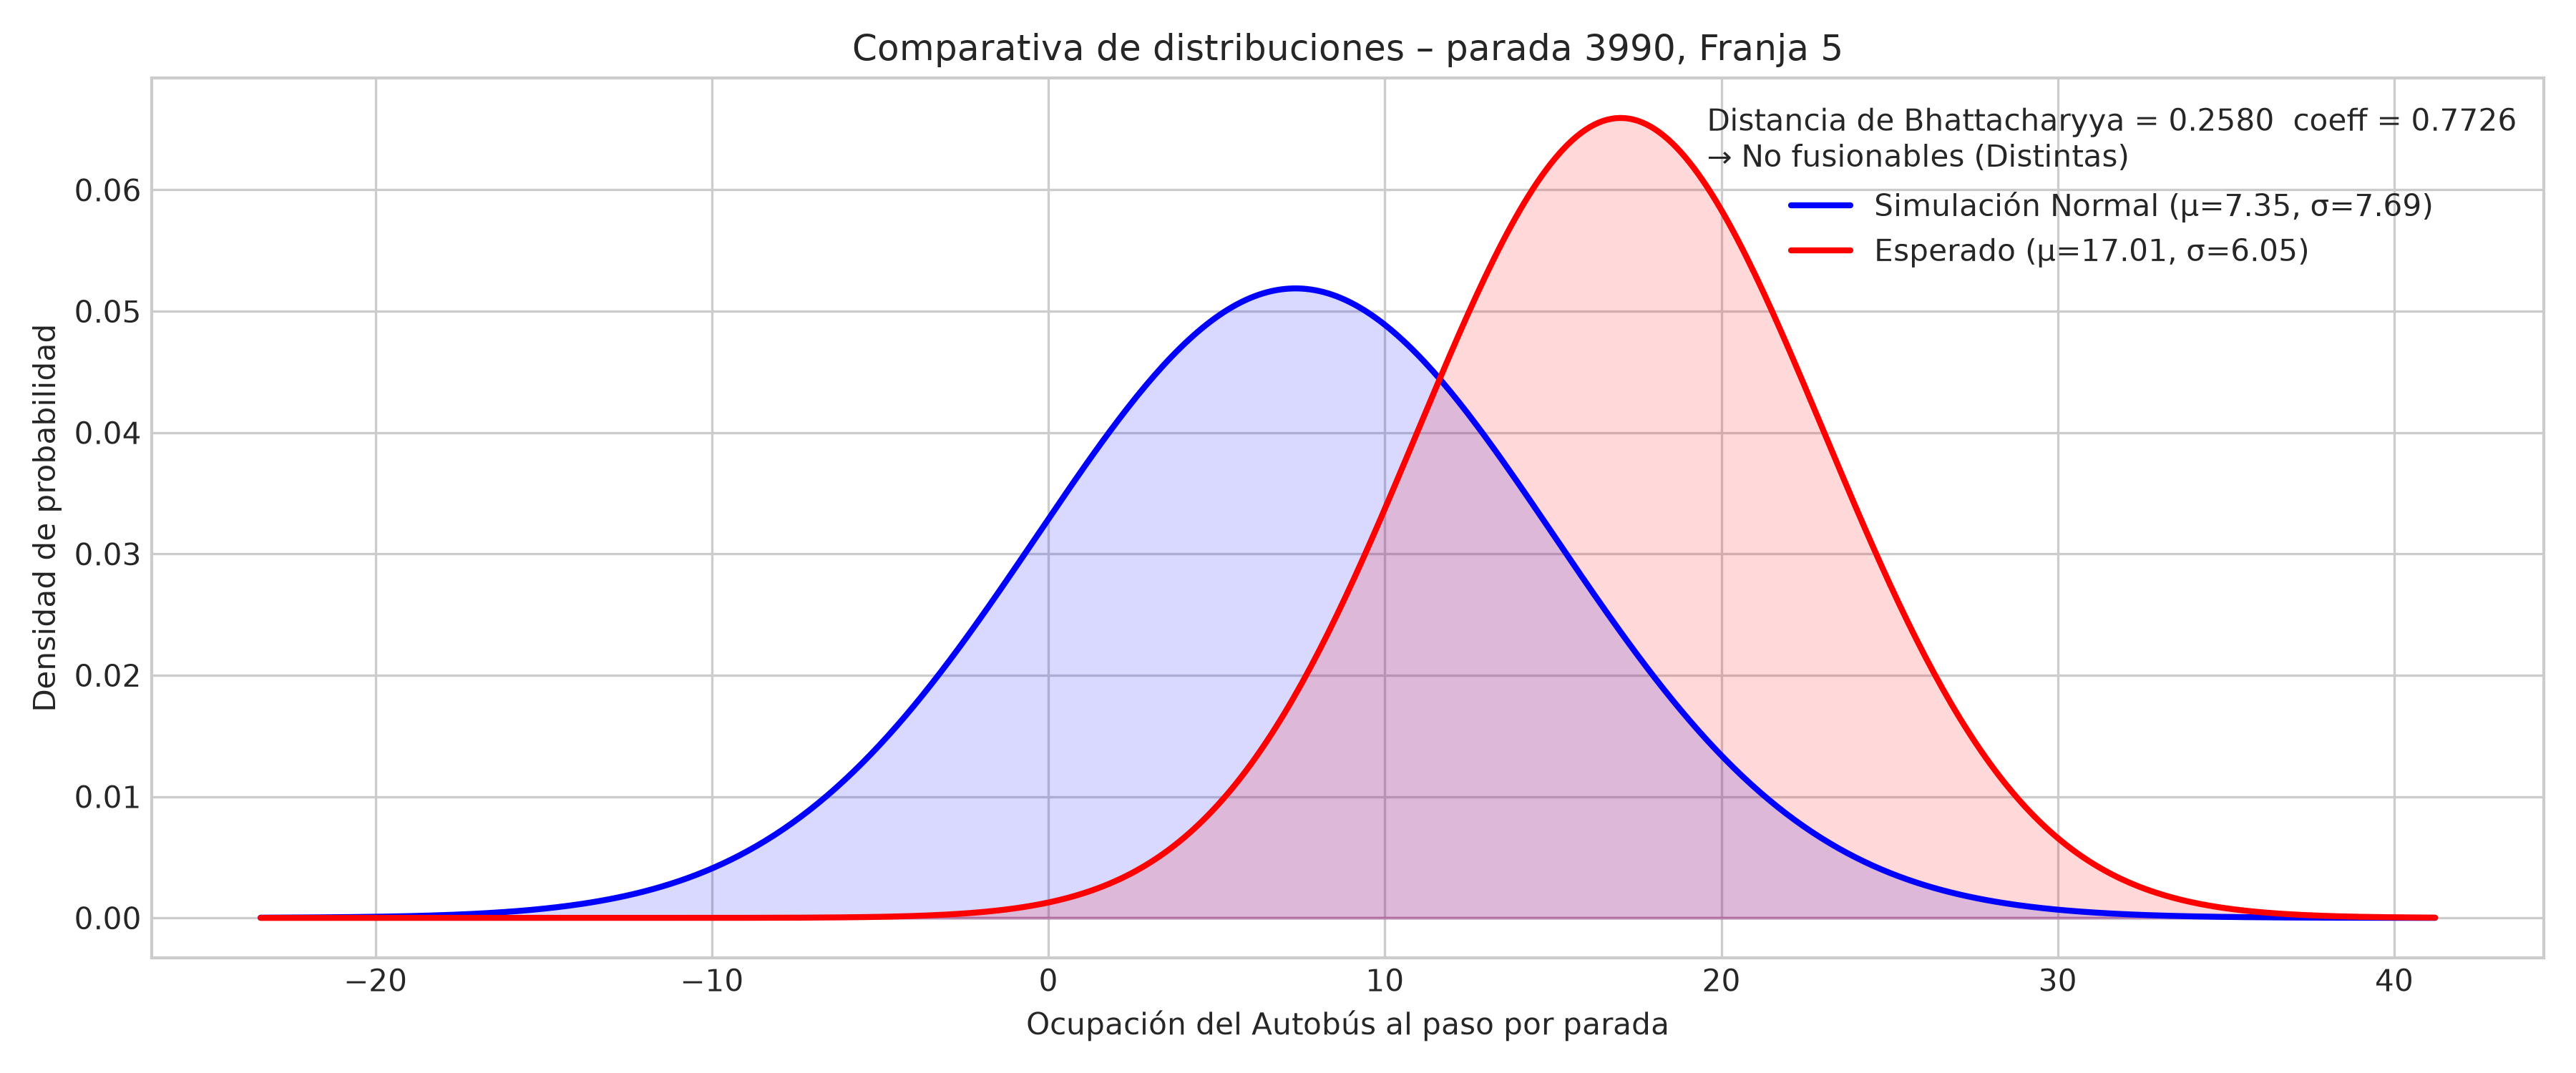 Comparativa de distribuciones – parada 3990, Franja 5
Distancia de Bhattacharyya = 0.2580  coeff = 0.7726
→ No fusionables (Distintas)
Simulación Normal (μ=7.35, σ=7.69)
Esperado (μ=17.01, σ=6.05)
Densidad de probabilidad
0.06
0.05
0.04
0.03
0.02
0.01
0.00
−20 −10 0 10 20 30 40
Ocupación del Autobús al paso por parada